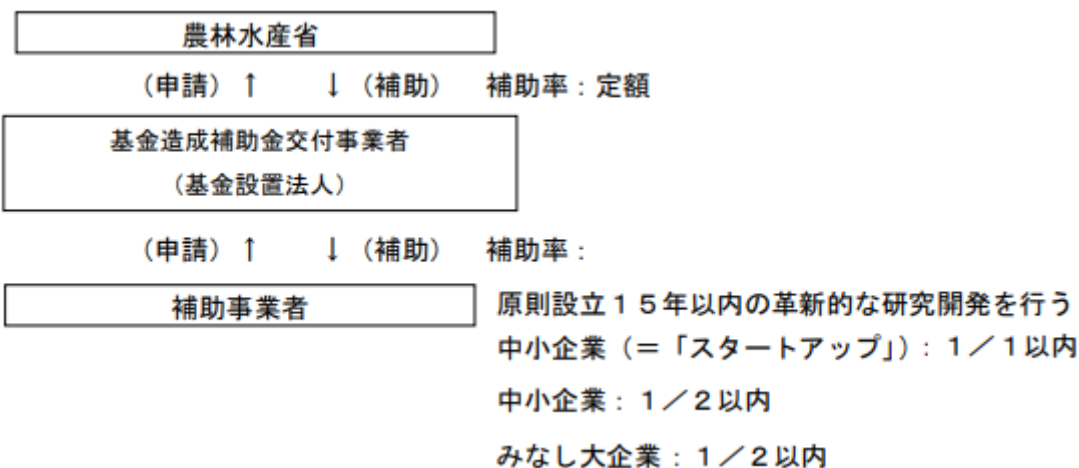 農林水産省
(申請) ↑ ↓ (補助) 補助率:定額
基金造成補助金交付事業者
(基金設置法人)
(申請) ↑ ↓ (補助) 補助率:
補助事業者
原則設立15年以内の革新的な研究開発を行う
中小企業(=「スタートアップ」):1/1以内
中小企業:1/2以内
みなし大企業:1/2以内